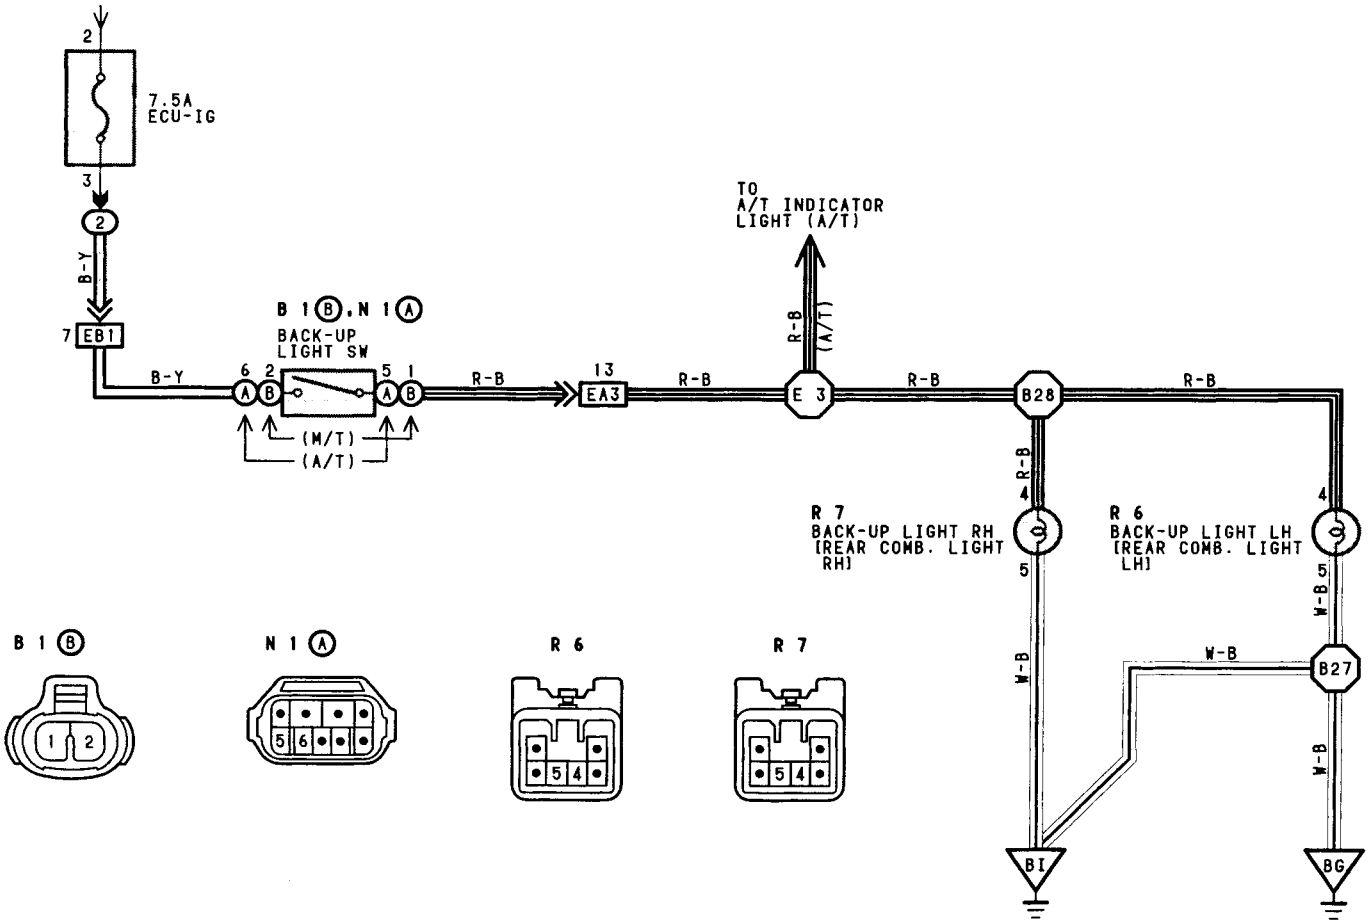 2
7.5A
ECU-IG
3
2
B-Y
7 EB1
B-Y
B 1 B, N 1 A
BACK-UP
LIGHT SW
6 2 5 1
A B A B
(M/T)
(A/T)
R-B
13
EA3
R-B
TO
A/T INDICATOR
LIGHT (A/T)
R-B
(A/T)
E 3
R-B
B28
R-B
R-B
4
R 7
BACK-UP LIGHT RH
[REAR COMB. LIGHT
RH]
5
4
R 6
BACK-UP LIGHT LH
[REAR COMB. LIGHT
LH]
5
W-B
W-B
W-B
B27
W-B
BI
BG
B 1 B
1 2
N 1 A
5 6
R 6
5 4
R 7
5 4